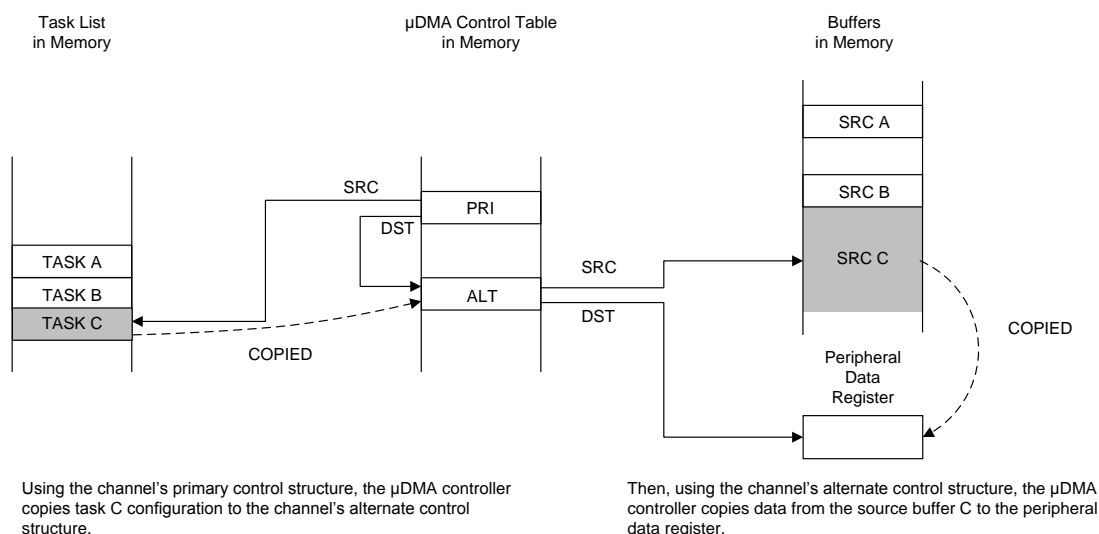 Task List
in Memory
µDMA Control Table
in Memory
Buffers
in Memory
SRC A
SRC B
SRC C
SRC
PRI
DST
TASK A
TASK B
TASK C
ALT
SRC
DST
COPIED
COPIED
Peripheral
Data
Register
Using the channel's primary control structure, the µDMA controller
copies task C configuration to the channel's alternate control
structure.
Then, using the channel's alternate control structure, the µDMA
controller copies data from the source buffer C to the peripheral
data register.